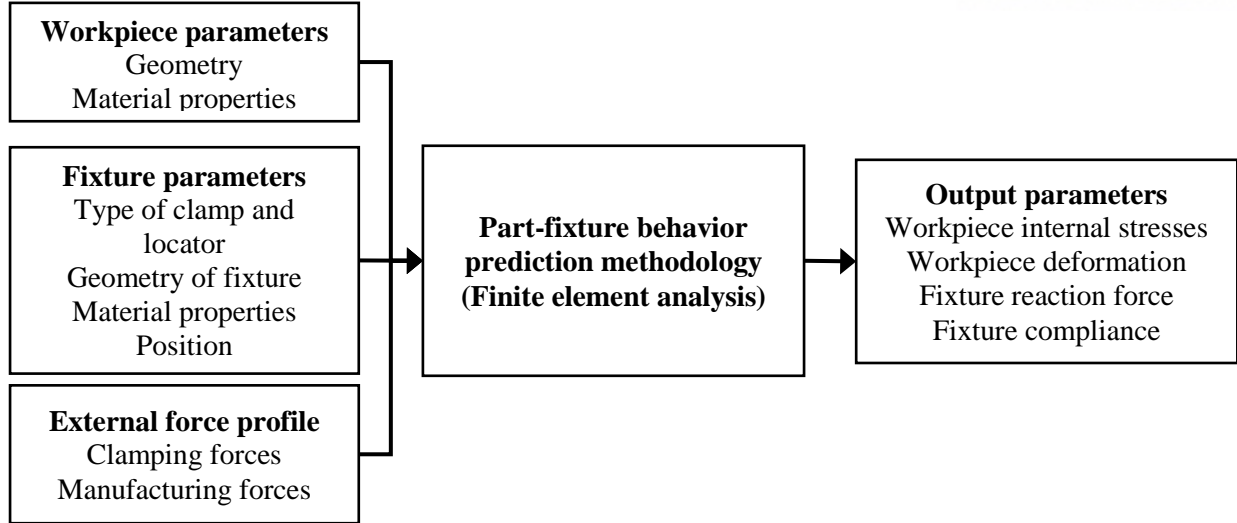 Workpiece parameters
Geometry
Material properties
Fixture parameters
Type of clamp and
locator
Geometry of fixture
Material properties
Position
External force profile
Clamping forces
Manufacturing forces
Part-fixture behavior
prediction methodology
(Finite element analysis)
Output parameters
Workpiece internal stresses
Workpiece deformation
Fixture reaction force
Fixture compliance